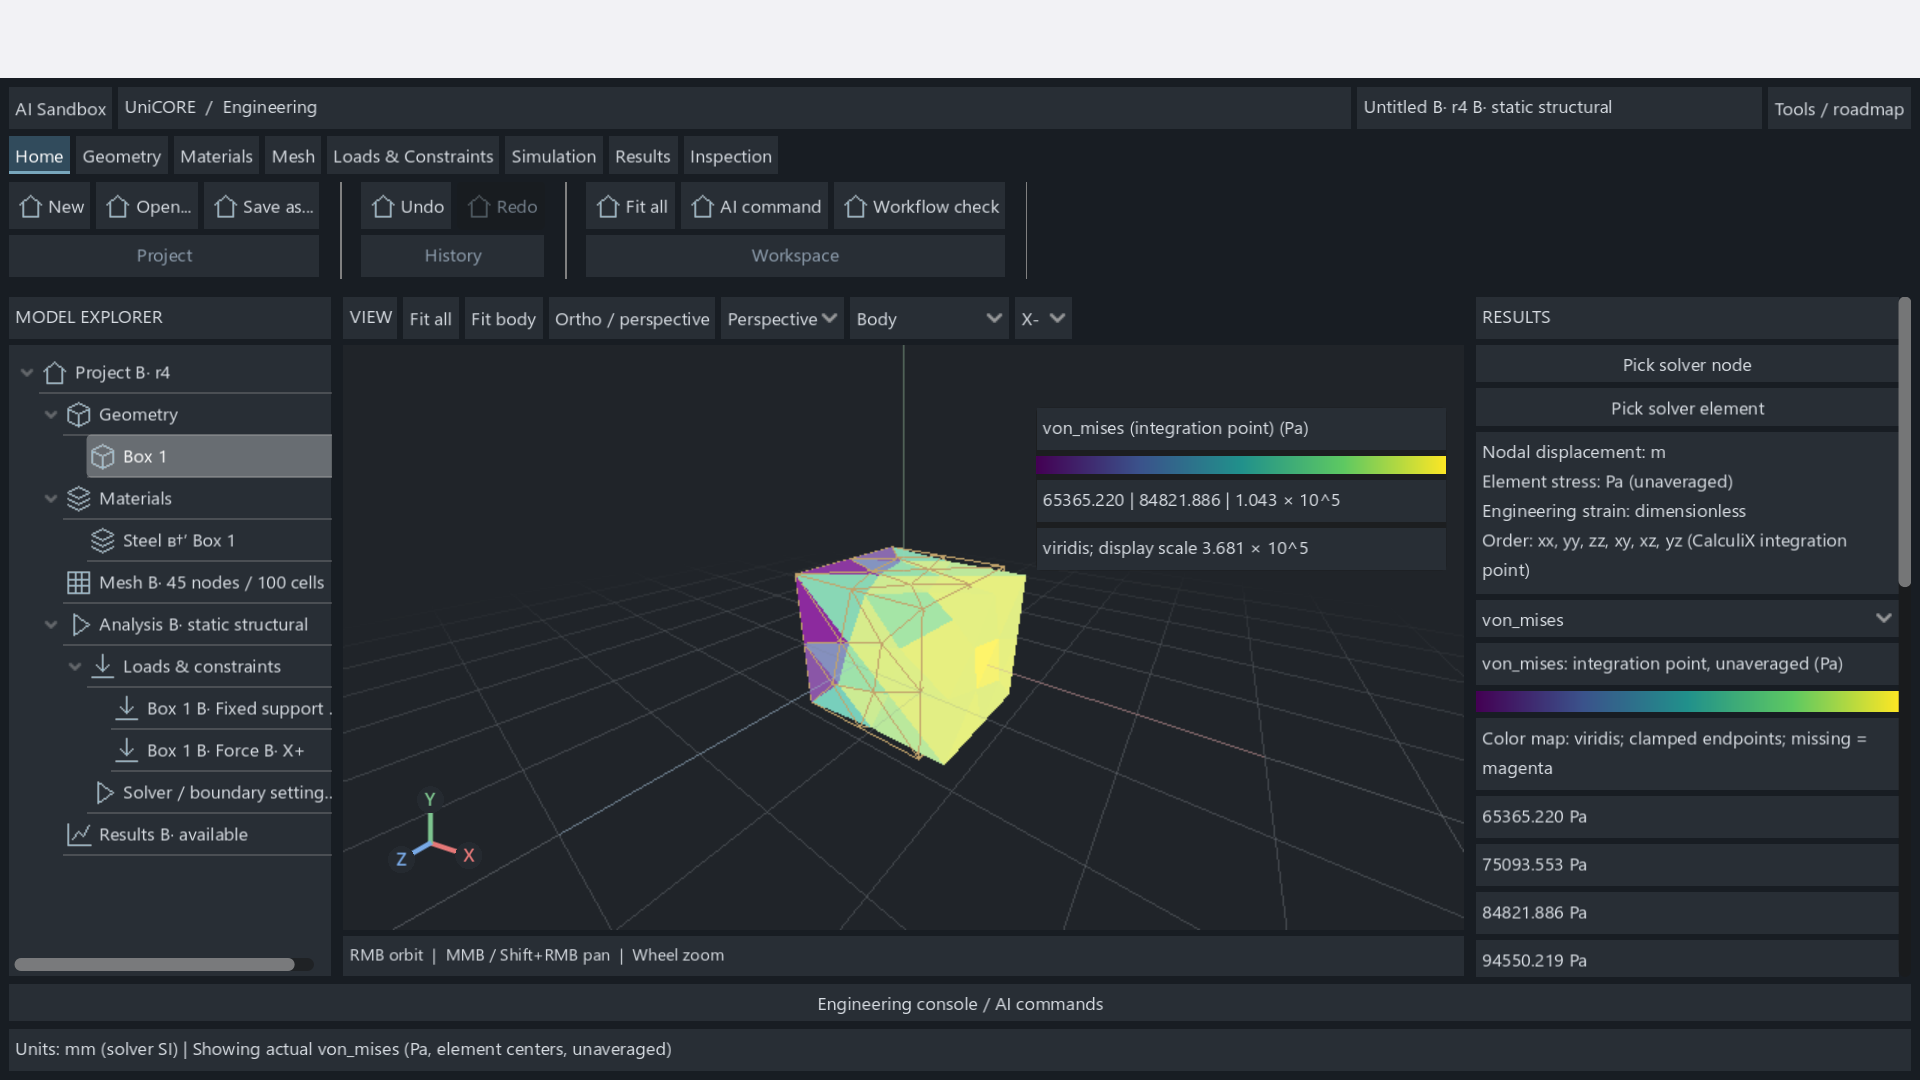 AI Sandbox
UniCORE / Engineering
Untitled В· r4 В· static structural
Tools / roadmap
Home
Geometry
Materials
Mesh
Loads & Constraints
Simulation
Results
Inspection
New
Open...
Save as...
Undo
Redo
Fit all
AI command
Workflow check
Project
History
Workspace
MODEL EXPLORER
Project В· r4
Geometry
Box 1
Materials
Steel в†’ Box 1
Mesh В· 45 nodes / 100 cells
Analysis В· static structural
Loads & constraints
Box 1 В· Fixed support .
Box 1 В· Force В· X+
Solver / boundary setting..
Results В· available
VIEW
Fit all
Fit body
Ortho / perspective
Perspective
Body
X-
von_mises (integration point) (Pa)
65365.220 | 84821.886 | 1.043 × 10^5
viridis; display scale 3.681 × 10^5
Y
Z
X
RMB orbit | MMB / Shift+RMB pan | Wheel zoom
RESULTS
Pick solver node
Pick solver element
Nodal displacement: m
Element stress: Pa (unaveraged)
Engineering strain: dimensionless
Order: xx, yy, zz, xy, xz, yz (CalculiX integration
point)
von_mises
von_mises: integration point, unaveraged (Pa)
Color map: viridis; clamped endpoints; missing =
magenta
65365.220 Pa
75093.553 Pa
84821.886 Pa
94550.219 Pa
Engineering console / AI commands
Units: mm (solver SI) | Showing actual von_mises (Pa, element centers, unaveraged)